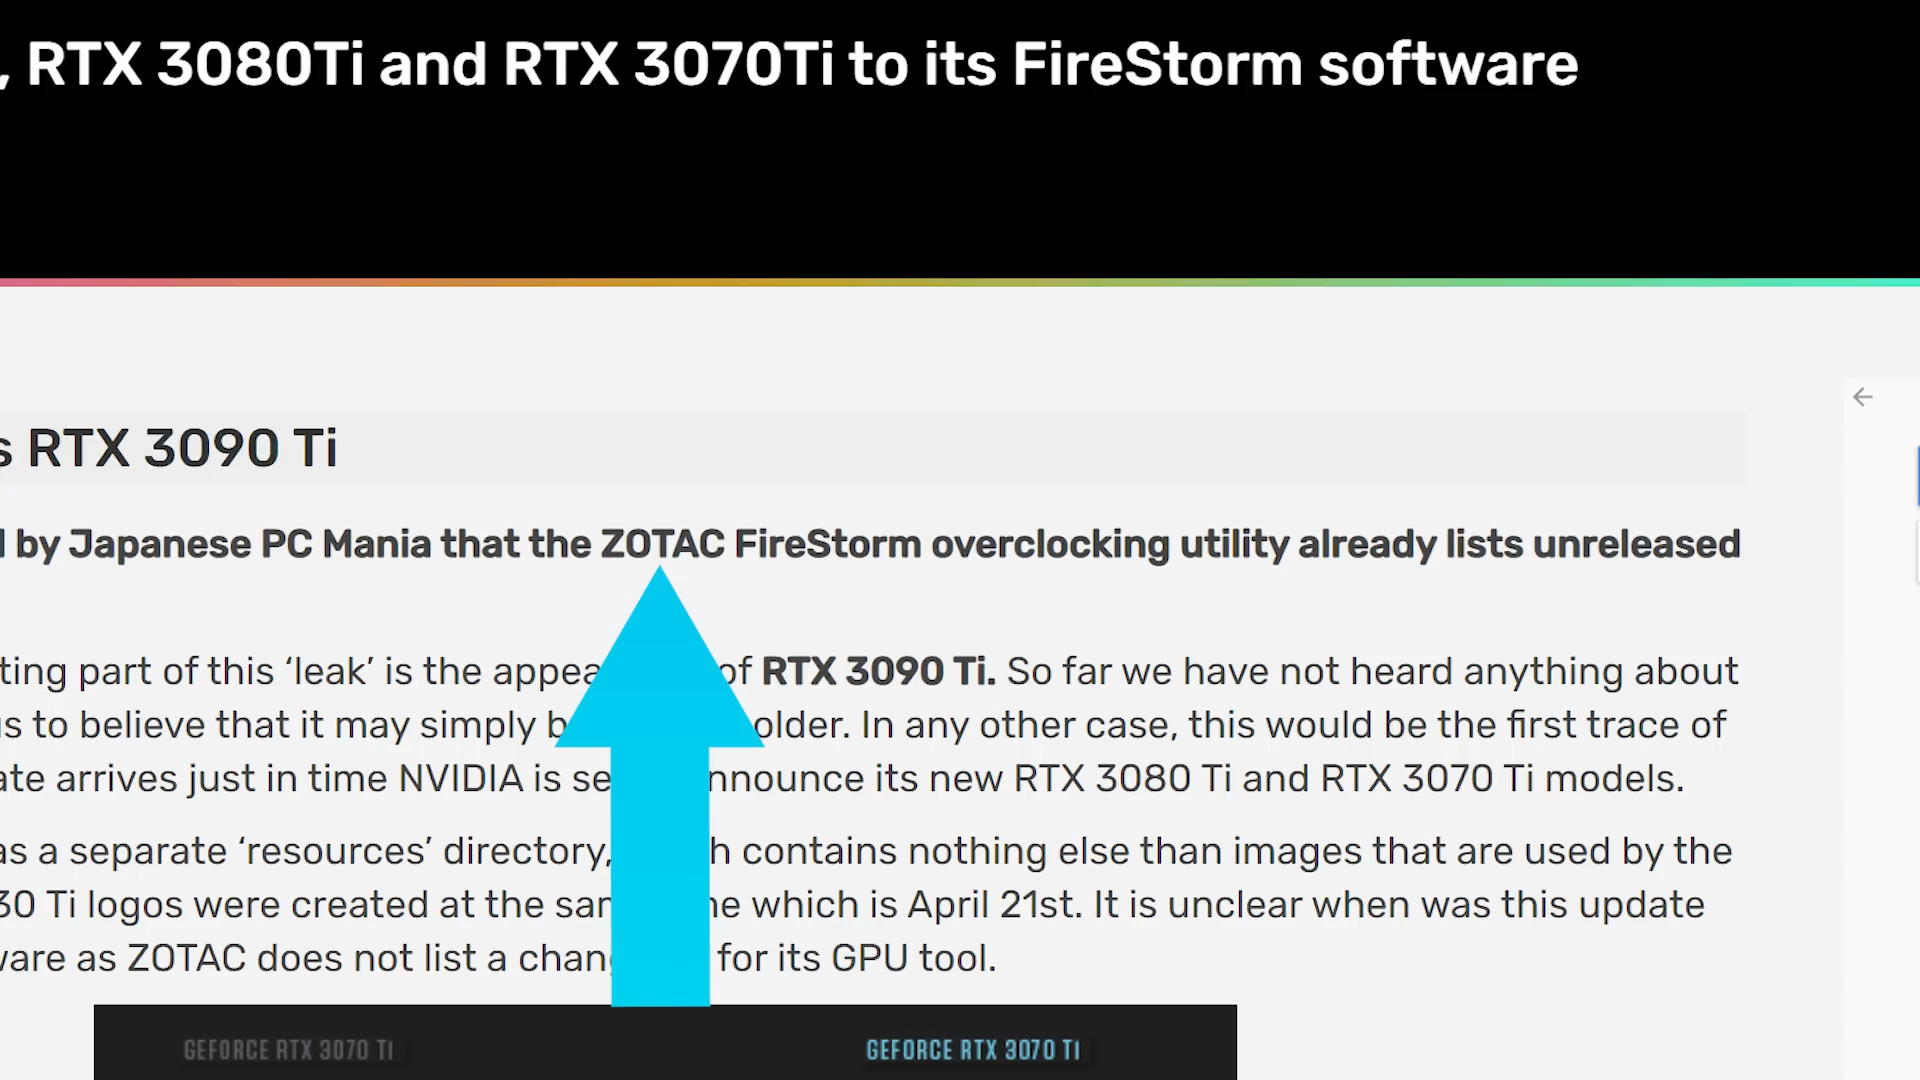 , RTX 3080Ti and RTX 3070Ti to its FireStorm software
s RTX 3090 Ti
by Japanese PC Mania that the ZOTAC FireStorm overclocking utility already lists unreleased
ting part of this ‘leak’ is the appea of RTX 3090 Ti. So far we have not heard anything about
us to believe that it may simply b older. In any other case, this would be the first trace of
ate arrives just in time NVIDIA is se nnounce its new RTX 3080 Ti and RTX 3070 Ti models.
as a separate ‘resources’ directory, h contains nothing else than images that are used by the
30 Ti logos were created at the sam e which is April 21st. It is unclear when was this update
ware as ZOTAC does not list a chang for its GPU tool.
GEFORCE RTX 3070 TI GEFORCE RTX 3070 TI